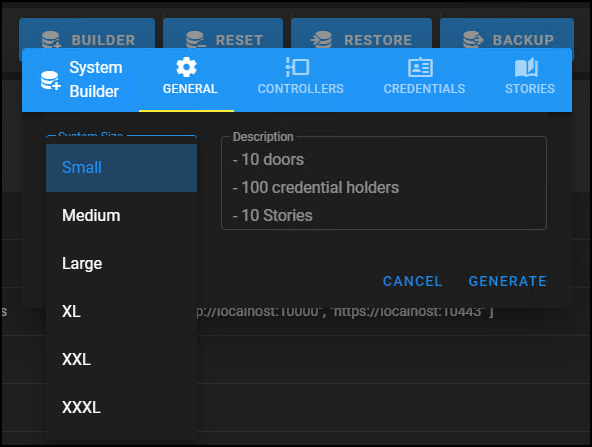 BUILDER
RESET
RESTORE
BACKUP
System
Builder
GENERAL
CONTROLLERS
CREDENTIALS
STORIES
System Size
Description
- 10 doors
- 100 credential holders
- 10 Stories
Small
Medium
Large
XL
XXL
XXXL
CANCEL
GENERATE
s
p://localhost:10000", "https://localhost:10443" ]